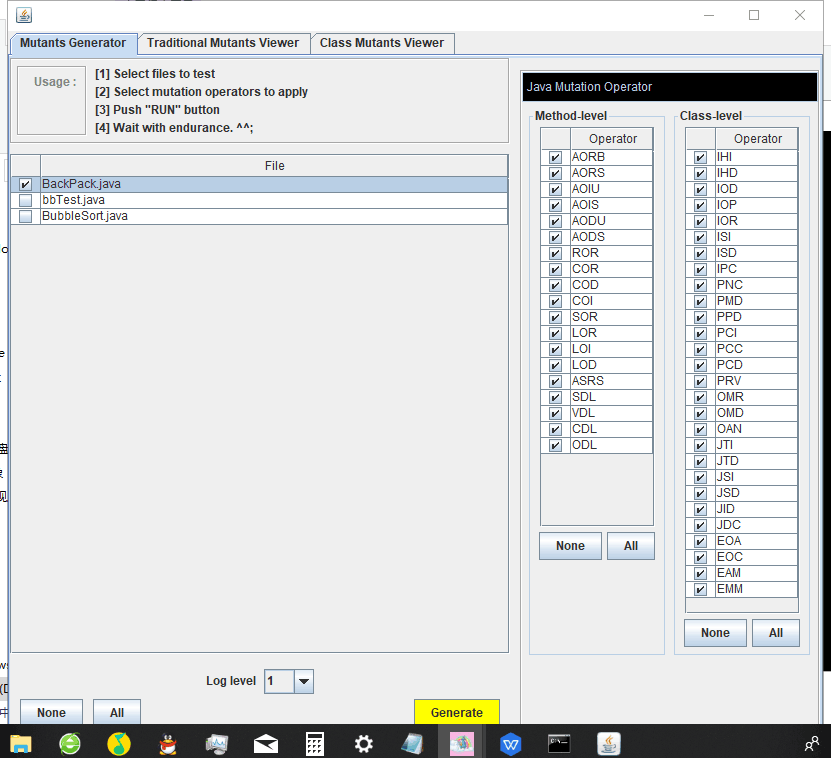 Mutants Generator
Traditional Mutants Viewer
Class Mutants Viewer
Usage :
[1] Select files to test
[2] Select mutation operators to apply
[3] Push "RUN" button
[4] Wait with endurance. ^^;
File
BackPack.java
bbTest.java
BubbleSort.java
Log level
1
None
All
Generate
Java Mutation Operator
Method-level
Operator
AORB
AORS
AOIU
AOIS
AODU
AODS
ROR
COR
COD
COI
SOR
LOR
LOI
LOD
ASRS
SDL
VDL
CDL
ODL
None
All
Class-level
Operator
IHI
IHD
IOD
IOP
IOR
ISI
ISD
IPC
PNC
PMD
PPD
PCI
PCC
PCD
PRV
OMR
OMD
OAN
JTI
JTD
JSI
JSD
JID
JDC
EOA
EOC
EAM
EMM
None
All